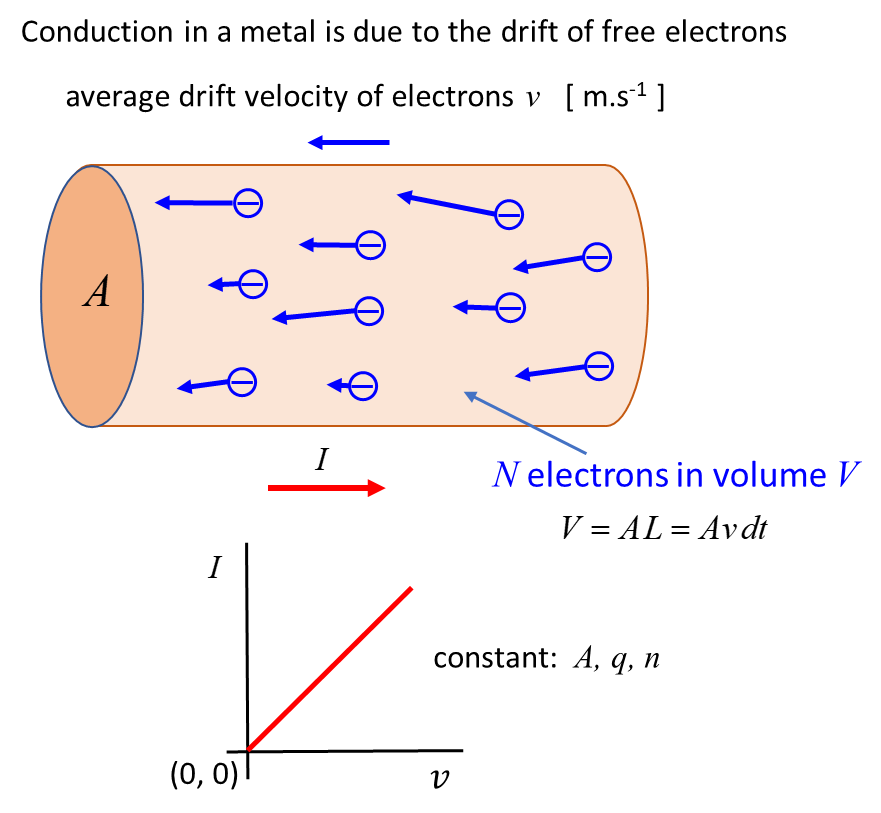 Conduction in a metal is due to the drift of free electrons
average drift velocity of electrons v [ m.s⁻¹ ]
A
I
N electrons in volume V
V = AL = Av dt
I
constant: A, q, n
(0, 0)
v